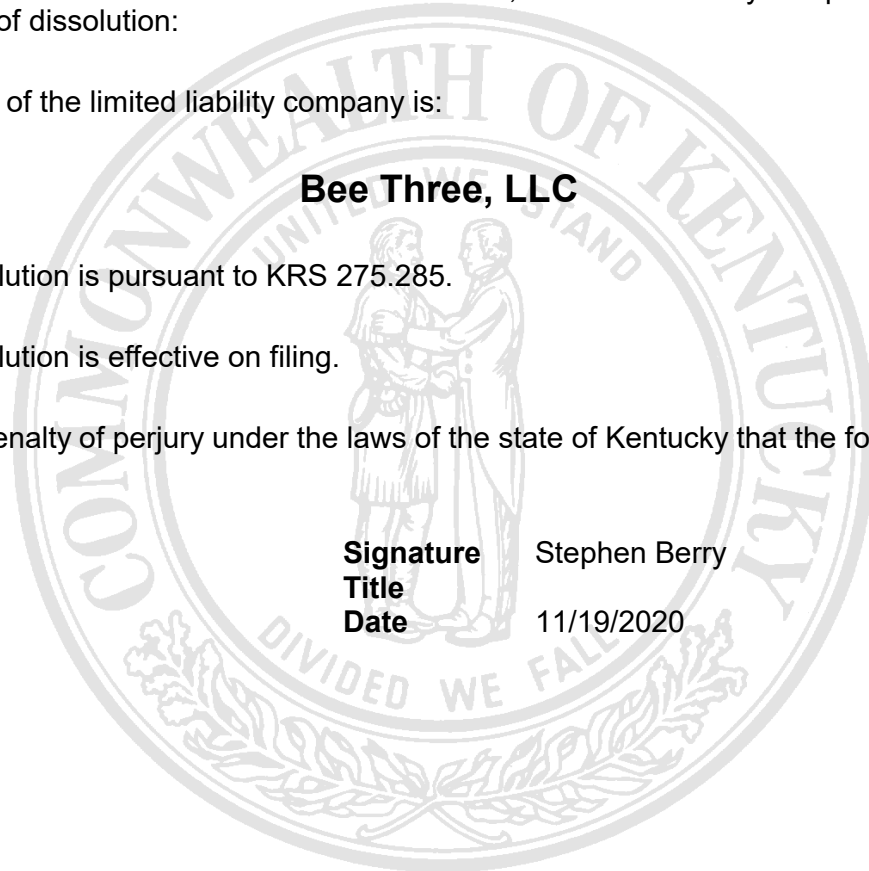 of dissolution:
of the limited liability company is:
Bee Three, LLC
lution is pursuant to KRS 275.285.
lution is effective on filing.
enalty of perjury under the laws of the state of Kentucky that the fo
Signature Stephen Berry
Title
Date 11/19/2020
COMMONWEALTH OF KENTUCKY
UNITED WE STAND
DIVIDED WE FALL